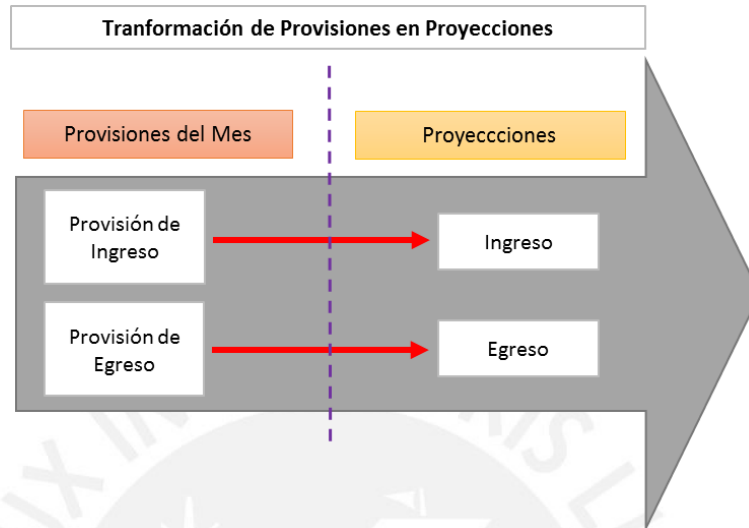 Tranformación de Provisiones en Proyecciones
Provisiones del Mes
Proyeccciones
Provisión de
Ingreso
Ingreso
Provisión de
Egreso
Egreso